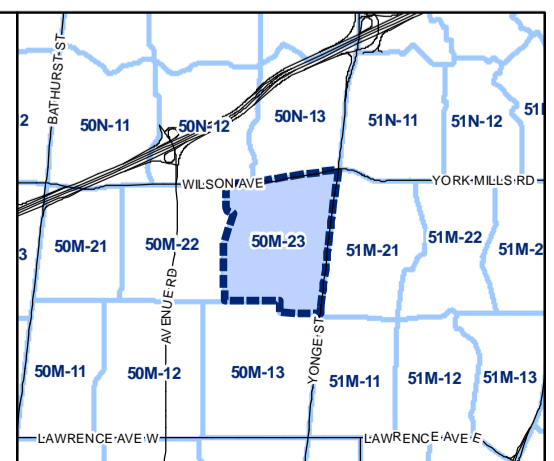 BATHURST ST
2
50N-11
50N-12
50N-13
51N-11
51N-12
51
WILSON AVE
YORK MILLS RD
3
50M-21
50M-22
50M-23
51M-21
51M-22
51M-2
AVENUE RD
YONGE ST
50M-11
50M-12
50M-13
51M-11
51M-12
51M-13
LAWRENCE AVE W
LAWRENCE AVE E